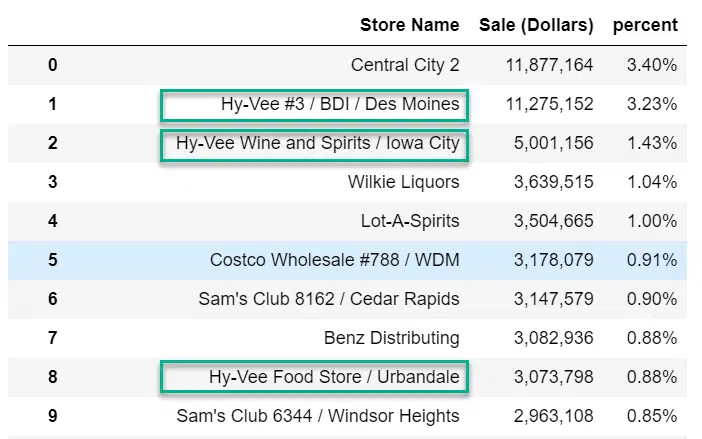 Store Name Sale (Dollars) percent
0 Central City 2 11,877,164 3.40%
1 Hy-Vee #3 / BDI / Des Moines 11,275,152 3.23%
2 Hy-Vee Wine and Spirits / Iowa City 5,001,156 1.43%
3 Wilkie Liquors 3,639,515 1.04%
4 Lot-A-Spirits 3,504,665 1.00%
5 Costco Wholesale #788 / WDM 3,178,079 0.91%
6 Sam's Club 8162 / Cedar Rapids 3,147,579 0.90%
7 Benz Distributing 3,082,936 0.88%
8 Hy-Vee Food Store / Urbandale 3,073,798 0.88%
9 Sam's Club 6344 / Windsor Heights 2,963,108 0.85%